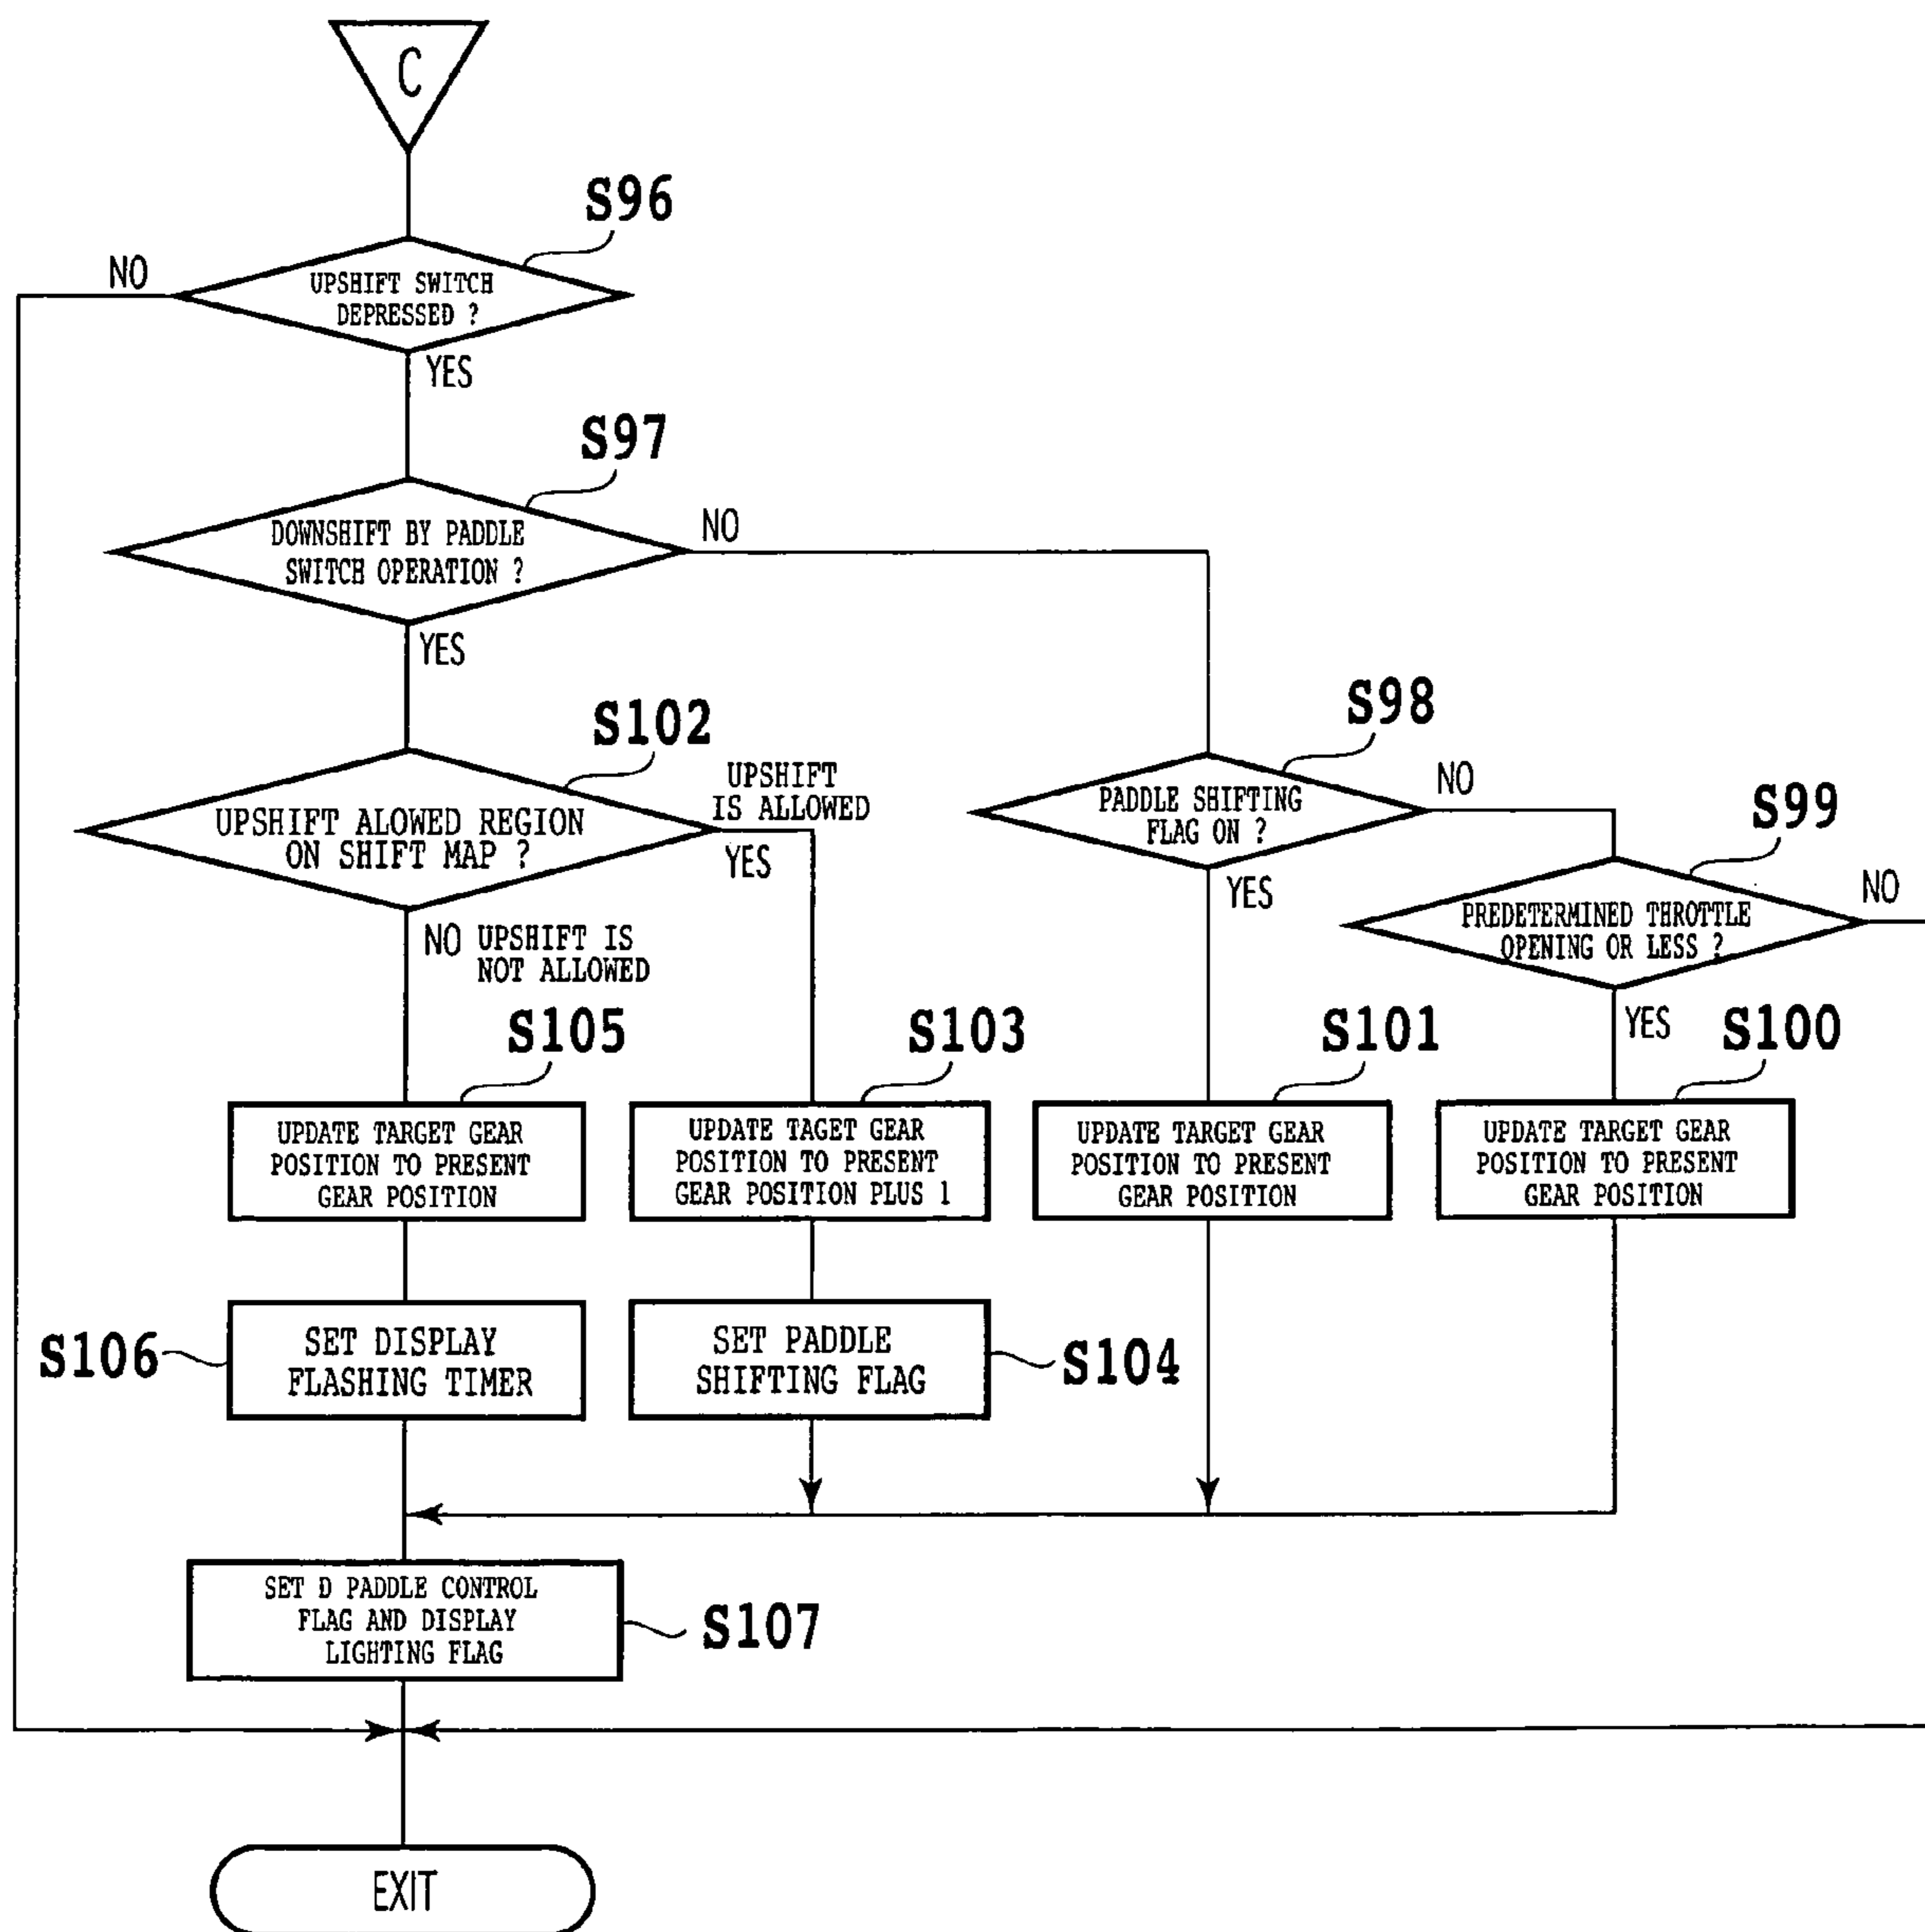 C
S96
NO
UPSHIFT SWITCH
DEPRESSED ?
YES
S97
DOWNSHIFT BY PADDLE
SWITCH OPERATION ?
NO
YES
S102
UPSHIFT ALOWED REGION
ON SHIFT MAP ?
UPSHIFT
IS ALLOWED
YES
NO UPSHIFT IS
NOT ALLOWED
S98
PADDLE SHIFTING
FLAG ON ?
NO
YES
S99
PREDETERMINED THROTTLE
OPENING OR LESS ?
NO
YES
S105
UPDATE TARGET GEAR
POSITION TO PRESENT
GEAR POSITION
S103
UPDATE TAGET GEAR
POSITION TO PRESENT
GEAR POSITION PLUS 1
S101
UPDATE TARGET GEAR
POSITION TO PRESENT
GEAR POSITION
S100
UPDATE TARGET GEAR
POSITION TO PRESENT
GEAR POSITION
S106
SET DISPLAY
FLASHING TIMER
SET PADDLE
SHIFTING FLAG
S104
SET D PADDLE CONTROL
FLAG AND DISPLAY
LIGHTING FLAG
S107
EXIT